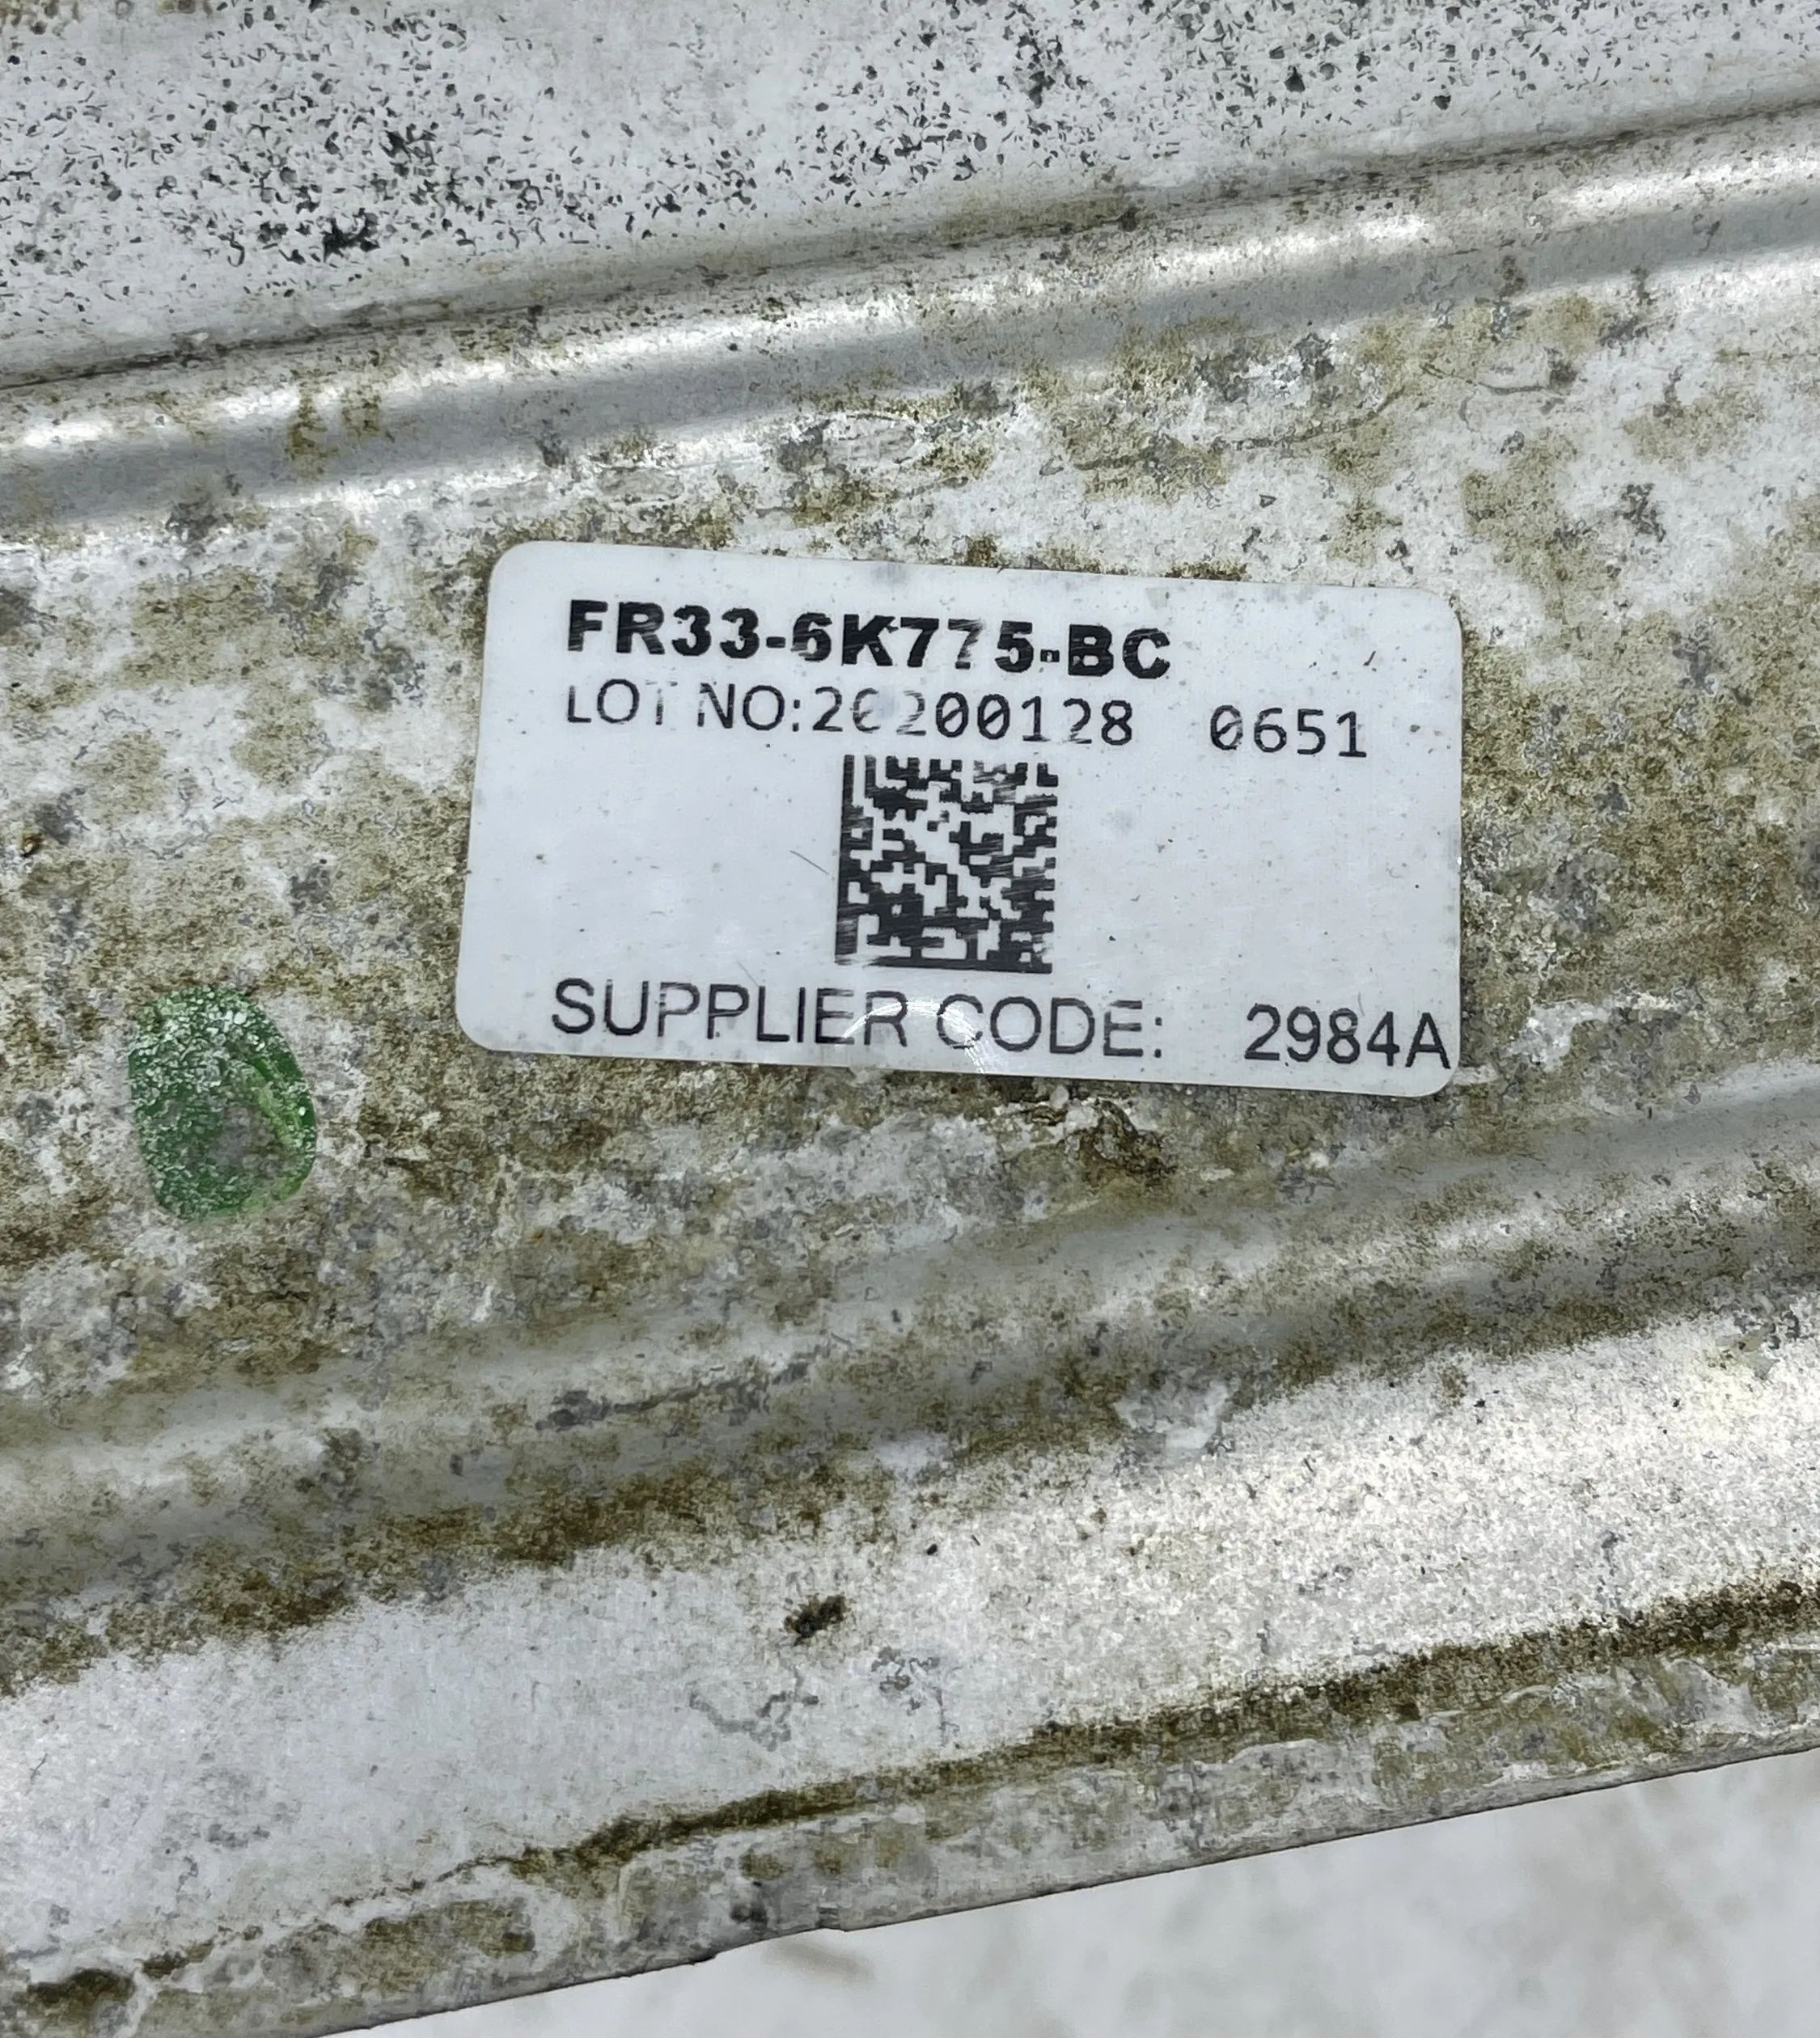 FR33-6K775-BC
LOT NO:20200128 0651
SUPPLIER CODE: 2984A